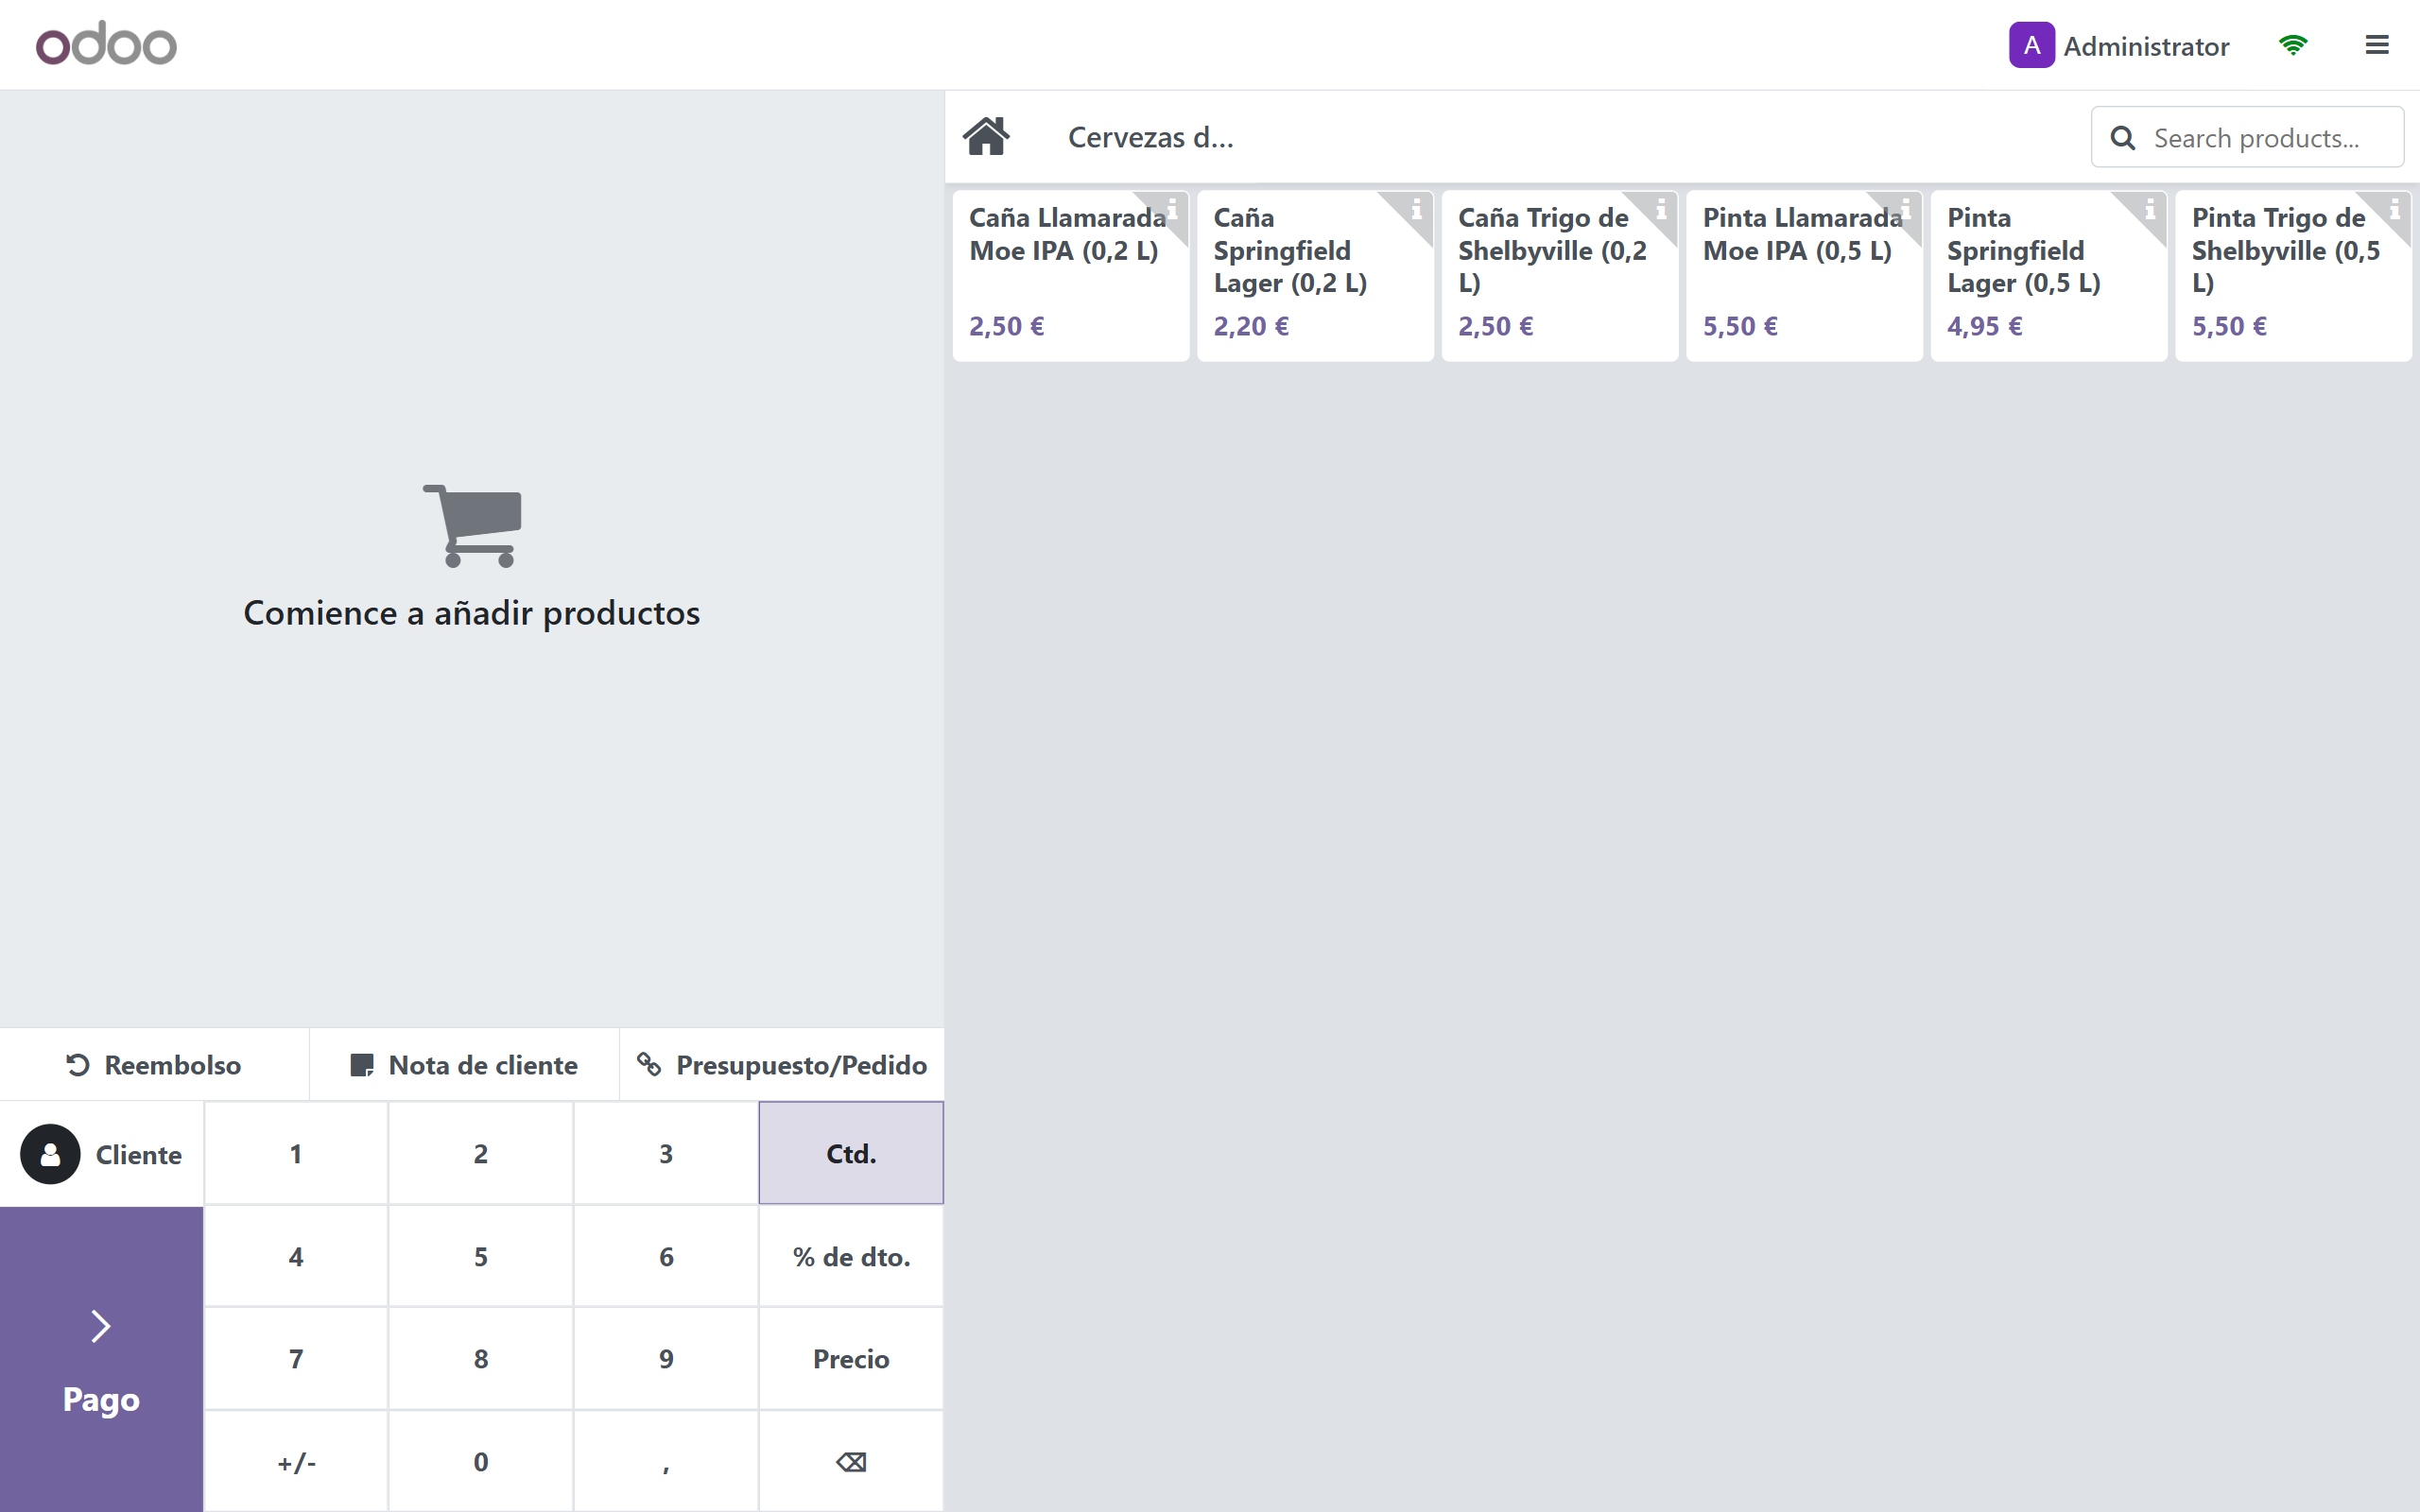 odoo
A Administrator
Cervezas d...
Search products...
Caña Llamarada
Moe IPA (0,2 L)
2,50 €
Caña
Springfield
Lager (0,2 L)
2,20 €
Caña Trigo de
Shelbyville (0,2
L)
2,50 €
Pinta Llamarada
Moe IPA (0,5 L)
5,50 €
Pinta
Springfield
Lager (0,5 L)
4,95 €
Pinta Trigo de
Shelbyville (0,5
L)
5,50 €
Comience a añadir productos
Reembolso
Nota de cliente
Presupuesto/Pedido
Cliente
1 2 3 Ctd.
4 5 6 % de dto.
7 8 9 Precio
Pago
+/- 0 , ⌫